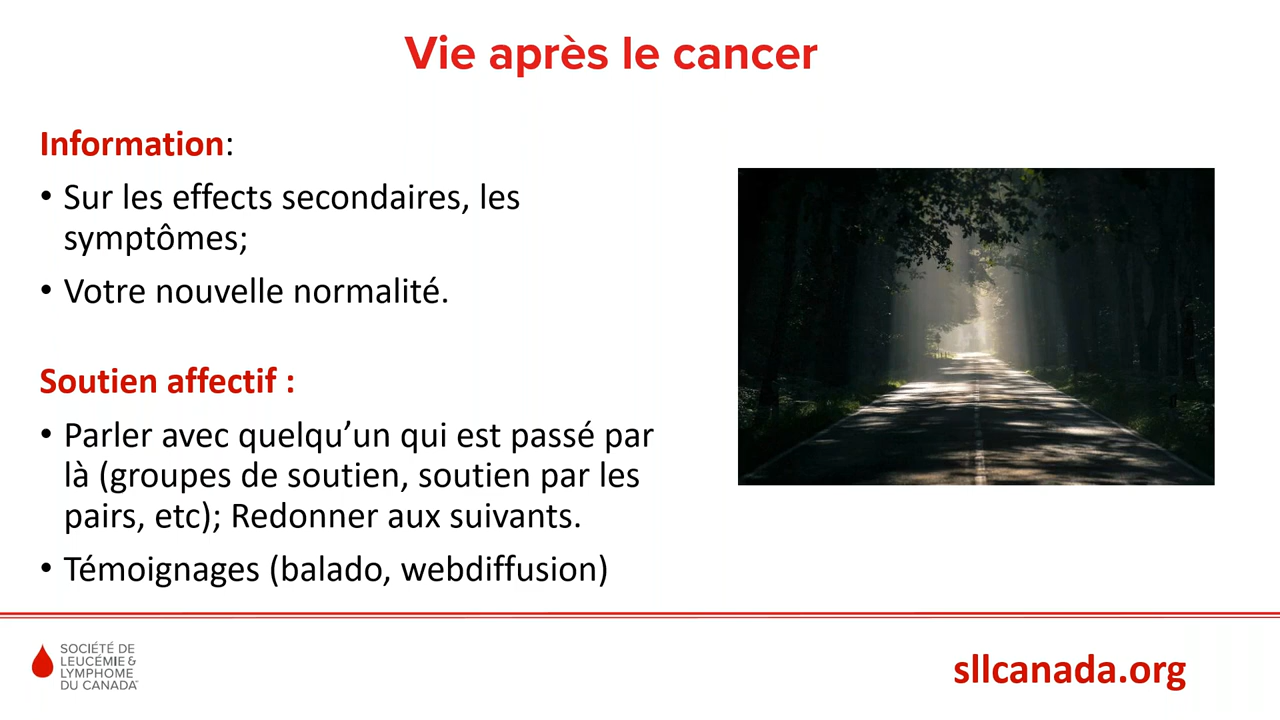 Vie après le cancer
Information:
• Sur les effects secondaires, les
symptômes;
• Votre nouvelle normalité.
Soutien affectif :
• Parler avec quelqu’un qui est passé par
là (groupes de soutien, soutien par les
pairs, etc); Redonner aux suivants.
• Témoignages (balado, webdiffusion)
SOCIÉTÉ DE
LEUCÉMIE &
LYMPHOME
DU CANADA
sllcanada.org